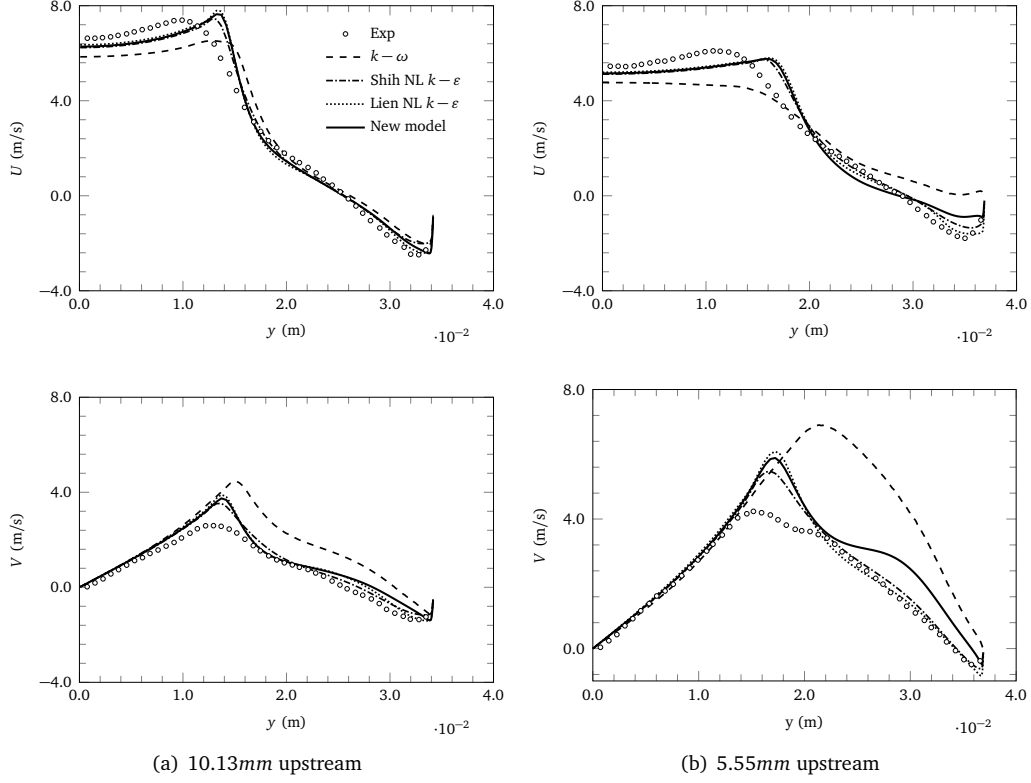 8.0
4.0
0.0
−4.0
U (m/s)
0.0 1.0 2.0 3.0 4.0
y (m)
·10⁻²
Exp
k − ω
Shih NL k − ε
Lien NL k − ε
New model
8.0
4.0
0.0
−4.0
U (m/s)
0.0 1.0 2.0 3.0 4.0
y (m)
·10⁻²
8.0
4.0
0.0
−4.0
V (m/s)
0.0 1.0 2.0 3.0 4.0
y (m)
·10⁻²
8.0
4.0
0.0
V (m/s)
0.0 1.0 2.0 3.0 4.0
y (m)
·10⁻²
(a) 10.13mm upstream
(b) 5.55mm upstream